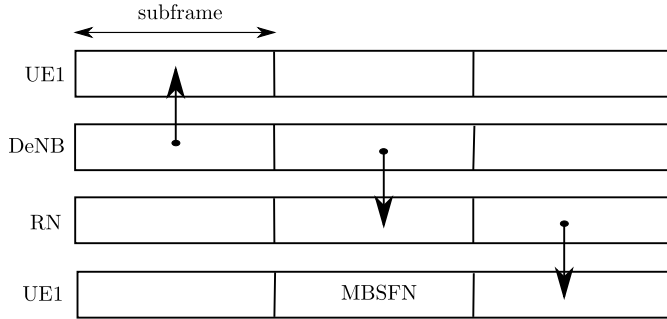 subframe
UE1
DeNB
RN
UE1
MBSFN